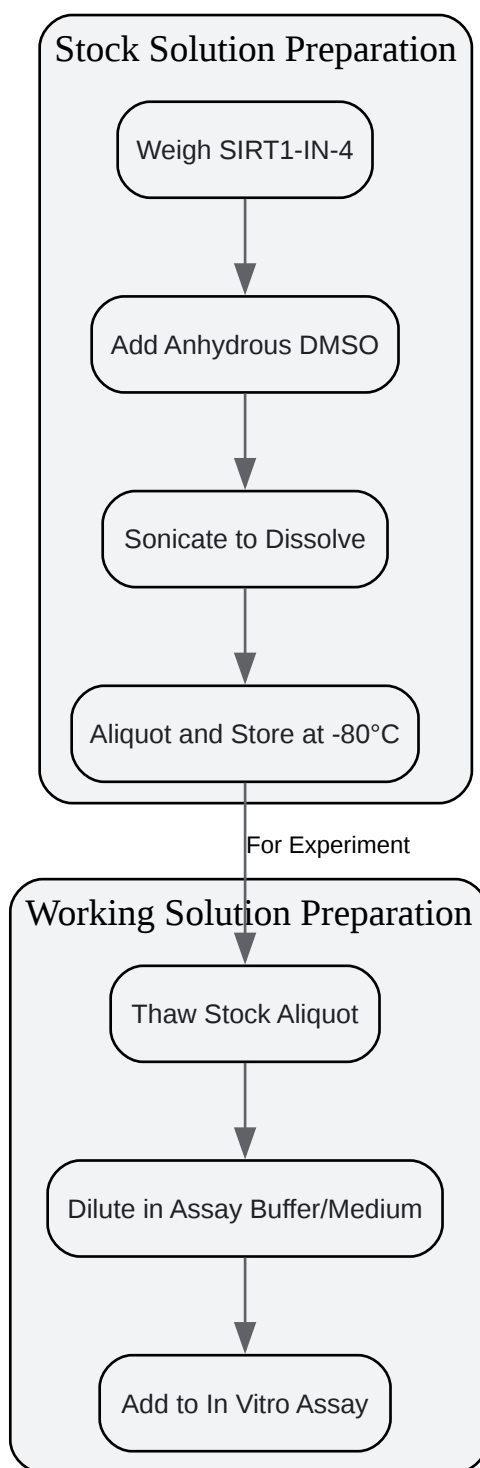 Stock Solution Preparation
Weigh SIRT1-IN-4
Add Anhydrous DMSO
Sonicate to Dissolve
Aliquot and Store at -80°C
For Experiment
Working Solution Preparation
Thaw Stock Aliquot
Dilute in Assay Buffer/Medium
Add to In Vitro Assay